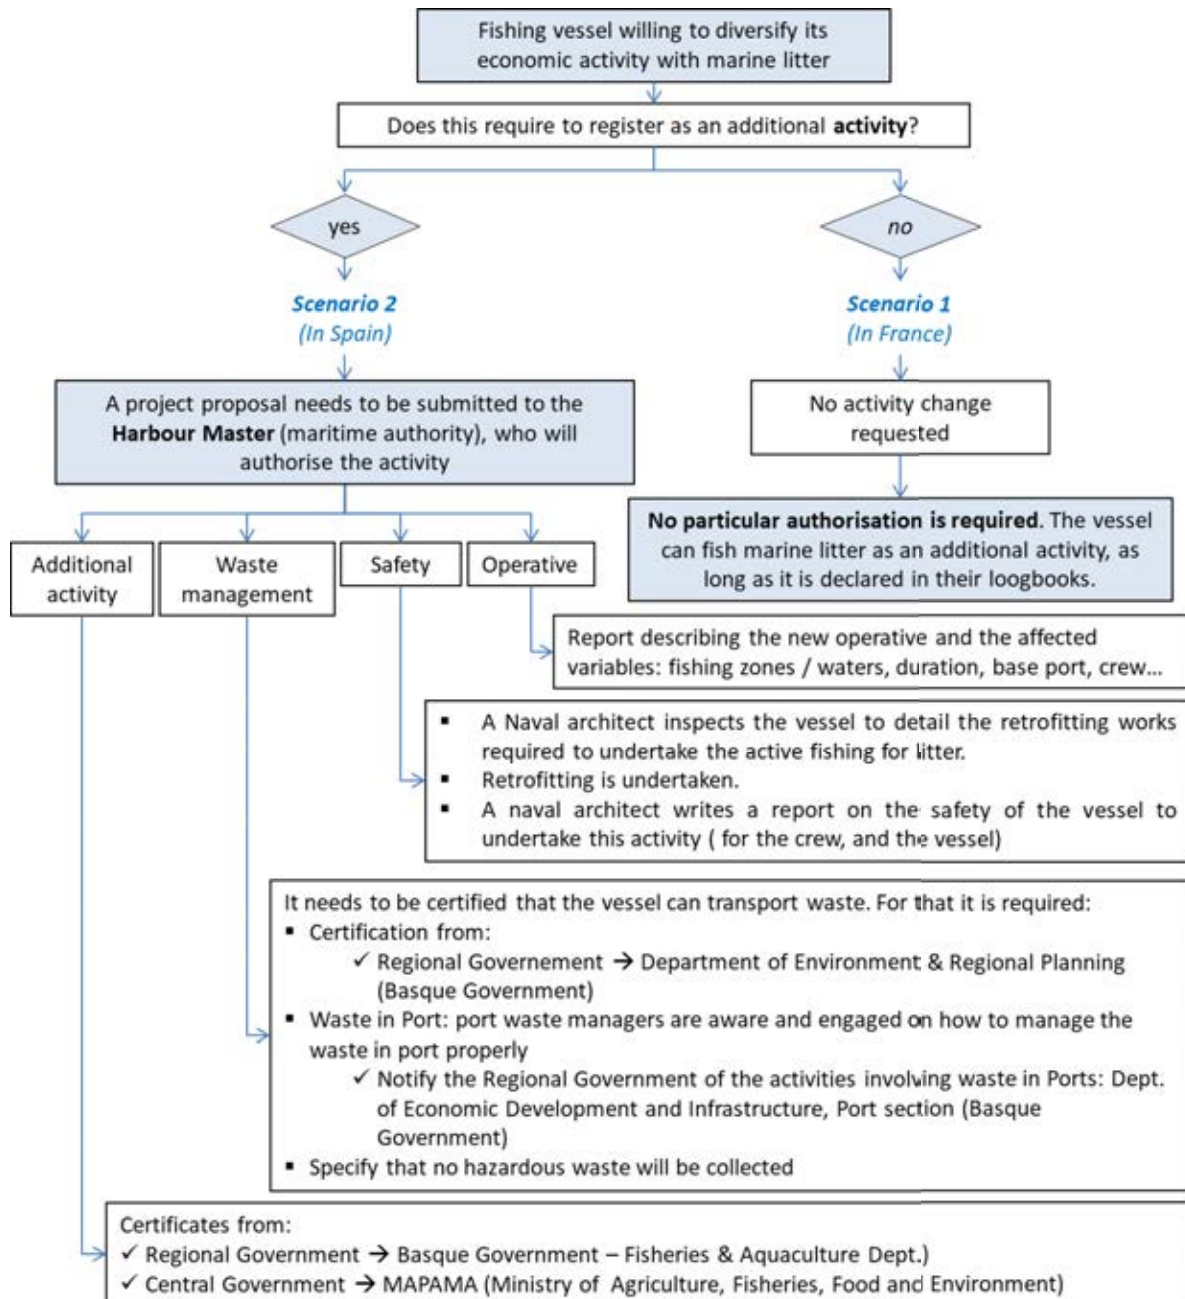 Fishing vessel willing to diversify its
economic activity with marine litter
Does this require to register as an additional activity?
yes
no
Scenario 2
(In Spain)
Scenario 1
(In France)
A project proposal needs to be submitted to the
Harbour Master (maritime authority), who will
authorise the activity
No activity change
requested
No particular authorisation is required. The vessel
can fish marine litter as an additional activity, as
long as it is declared in their loogbooks.
Additional
activity
Waste
management
Safety
Operative
Report describing the new operative and the affected
variables: fishing zones / waters, duration, base port, crew...
▪ A Naval architect inspects the vessel to detail the retrofitting works
required to undertake the active fishing for litter.
▪ Retrofitting is undertaken.
▪ A naval architect writes a report on the safety of the vessel to
undertake this activity ( for the crew, and the vessel)
It needs to be certified that the vessel can transport waste. For that it is required:
▪ Certification from:
✓ Regional Governement → Department of Environment & Regional Planning
(Basque Government)
▪ Waste in Port: port waste managers are aware and engaged on how to manage the
waste in port properly
✓ Notify the Regional Government of the activities involving waste in Ports: Dept.
of Economic Development and Infrastructure, Port section (Basque
Government)
▪ Specify that no hazardous waste will be collected
Certificates from:
✓ Regional Government → Basque Government – Fisheries & Aquaculture Dept.)
✓ Central Government → MAPAMA (Ministry of Agriculture, Fisheries, Food and Environment)